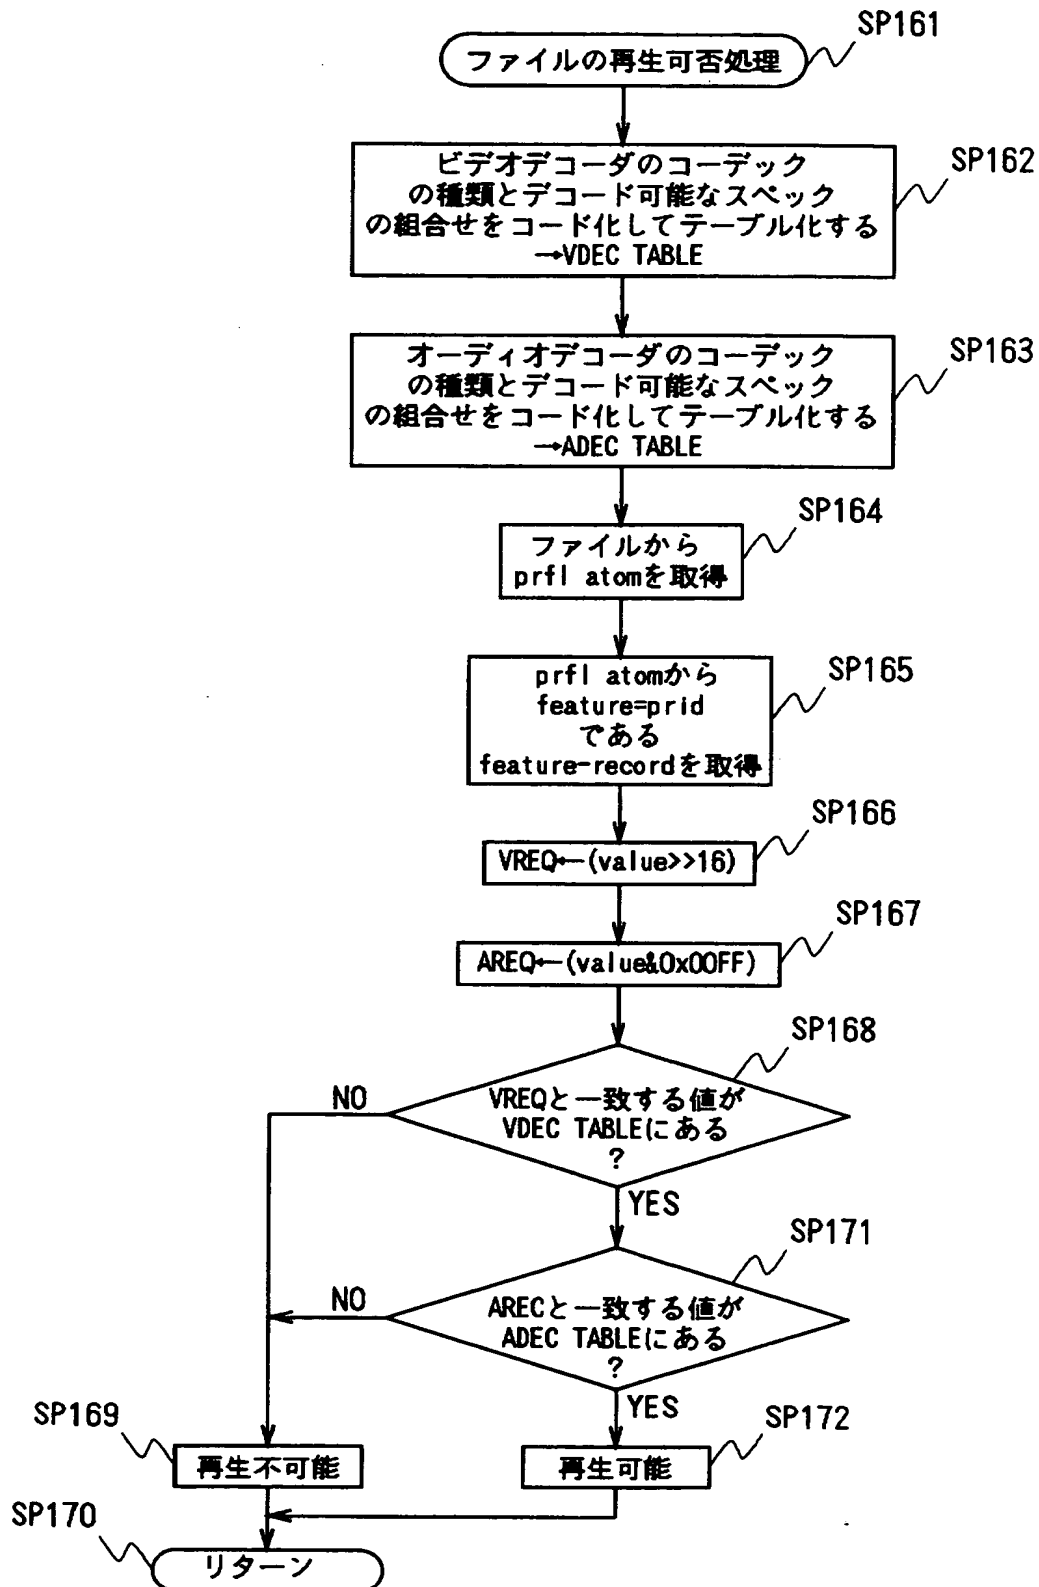 SP161
ファイルの再生可否処理
SP162
ビデオデコーダのコーデック
の種類とデコード可能なスペック
の組合せをコード化してテーブル化する
→VDEC TABLE
SP163
オーディオデコーダのコーデック
の種類とデコード可能なスペック
の組合せをコード化してテーブル化する
→ADEC TABLE
SP164
ファイルから
prfl atomを取得
SP165
prfl atomから
feature=prid
である
feature-recordを取得
SP166
VREQ←(value>>16)
SP167
AREQ←(value&0x00FF)
SP168
NO
VREQと一致する値が
VDEC TABLEにある
?
YES
SP171
NO
ARECと一致する値が
ADEC TABLEにある
?
YES
SP169
SP172
再生不可能
再生可能
SP170
リターン